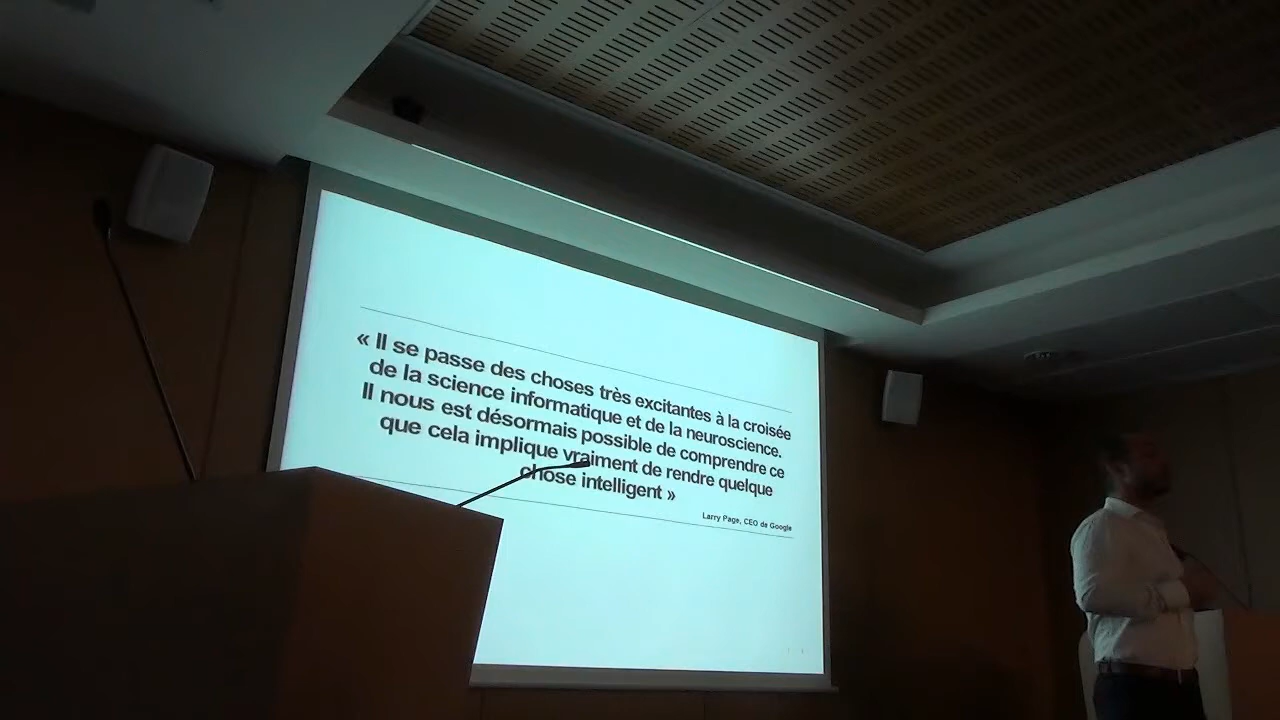 « Il se passe des choses très excitantes à la croisée
de la science informatique et de la neuroscience.
Il nous est désormais possible de comprendre ce
que cela implique vraiment de rendre quelque
chose intelligent »
Larry Page, CEO de Google